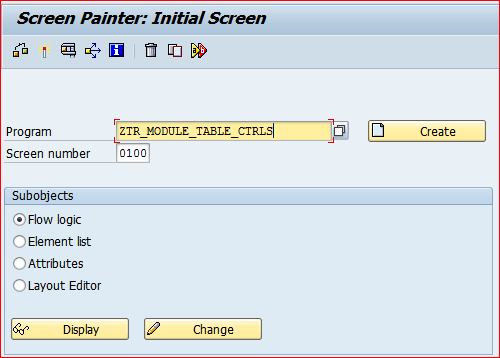 Screen Painter: Initial Screen
Program ZTR_MODULE_TABLE_CTRLS Create
Screen number 0100
Subobjects
Flow logic
Element list
Attributes
Layout Editor
Display Change